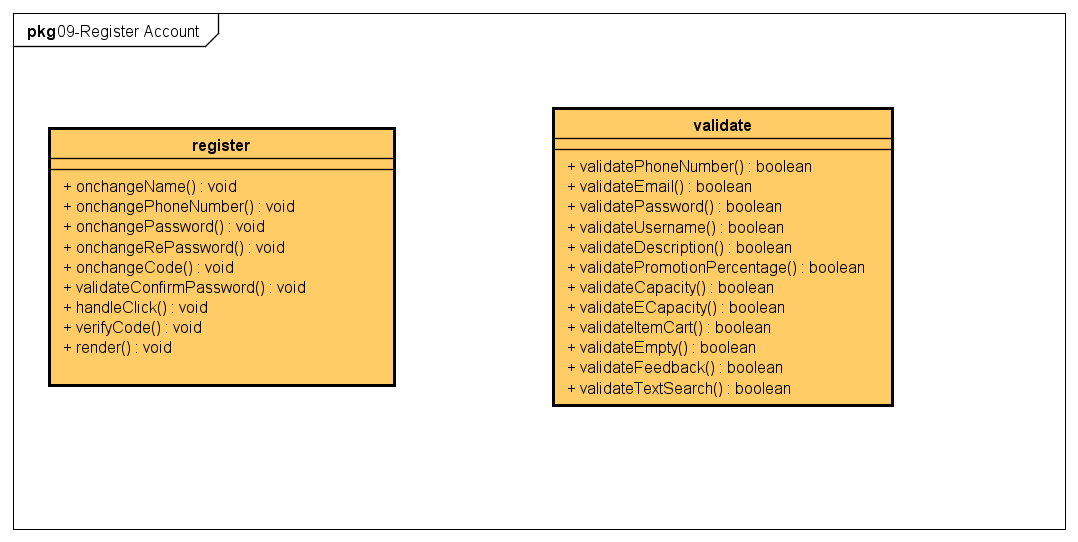 pkg 09-Register Account
register
+ onchangeName() : void
+ onchangePhoneNumber() : void
+ onchangePassword() : void
+ onchangeRePassword() : void
+ onchangeCode() : void
+ validateConfirmPassword() : void
+ handleClick() : void
+ verifyCode() : void
+ render() : void
validate
+ validatePhoneNumber() : boolean
+ validateEmail() : boolean
+ validatePassword() : boolean
+ validateUsername() : boolean
+ validateDescription() : boolean
+ validatePromotionPercentage() : boolean
+ validateCapacity() : boolean
+ validateECapacity() : boolean
+ validateItemCart() : boolean
+ validateEmpty() : boolean
+ validateFeedback() : boolean
+ validateTextSearch() : boolean